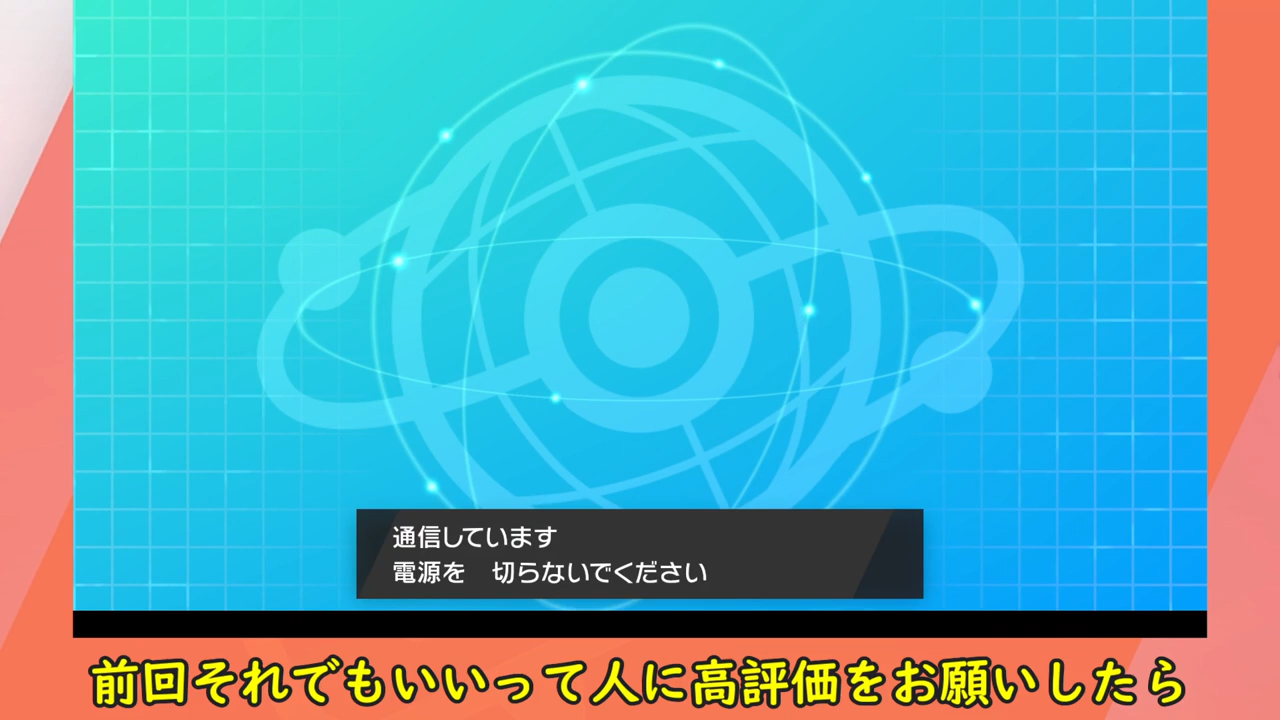 通信しています
電源を　切らないでください
前回それでもいいって人に高評価をお願いしたら